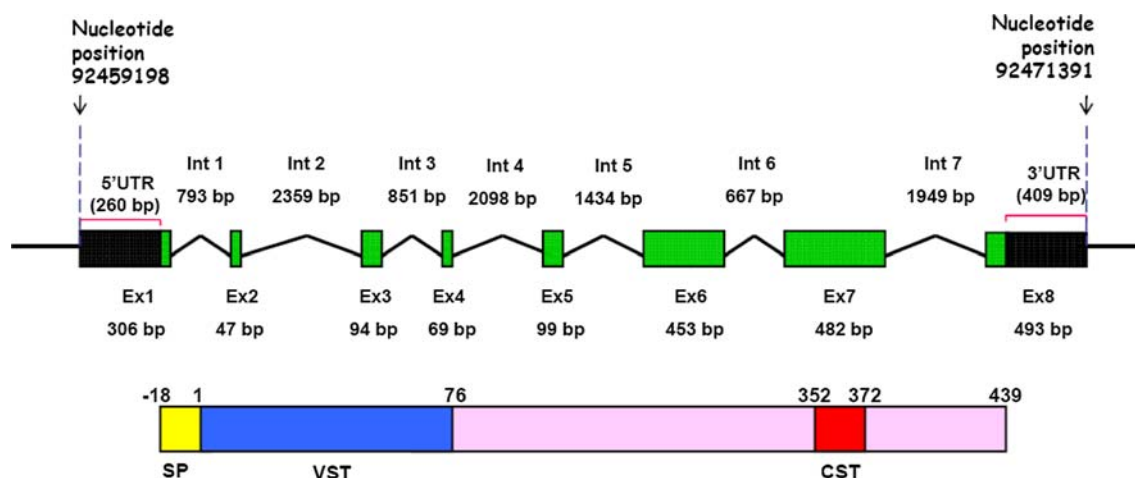 Nucleotide
position
92459198
Nucleotide
position
92471391
5'UTR
(260 bp)
Int 1
793 bp
Int 2
2359 bp
Int 3
851 bp
Int 4
2098 bp
Int 5
1434 bp
Int 6
667 bp
Int 7
1949 bp
3'UTR
(409 bp)
Ex1
306 bp
Ex2
47 bp
Ex3
94 bp
Ex4
69 bp
Ex5
99 bp
Ex6
453 bp
Ex7
482 bp
Ex8
493 bp
-18 1 76 352 372 439
SP VST CST